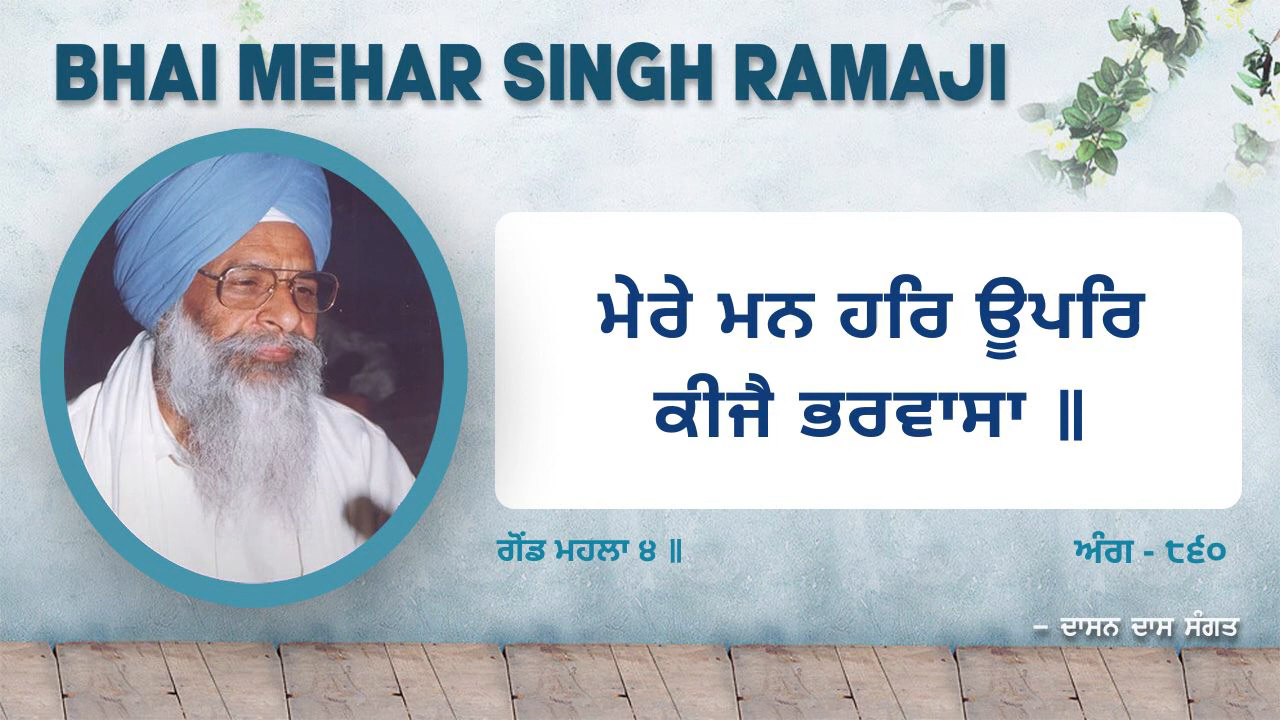 BHAI MEHAR SINGH RAMAJI
ਮੇਰੇ ਮਨ ਹਰਿ ਊਪਰਿ
ਕੀਜੈ ਭਰਵਾਸਾ ॥
ਗੋਂਡ ਮਹਲਾ ੪ ॥
ਅੰਗ - ੮੬੦
– ਦਾਸਨ ਦਾਸ ਸੰਗਤ